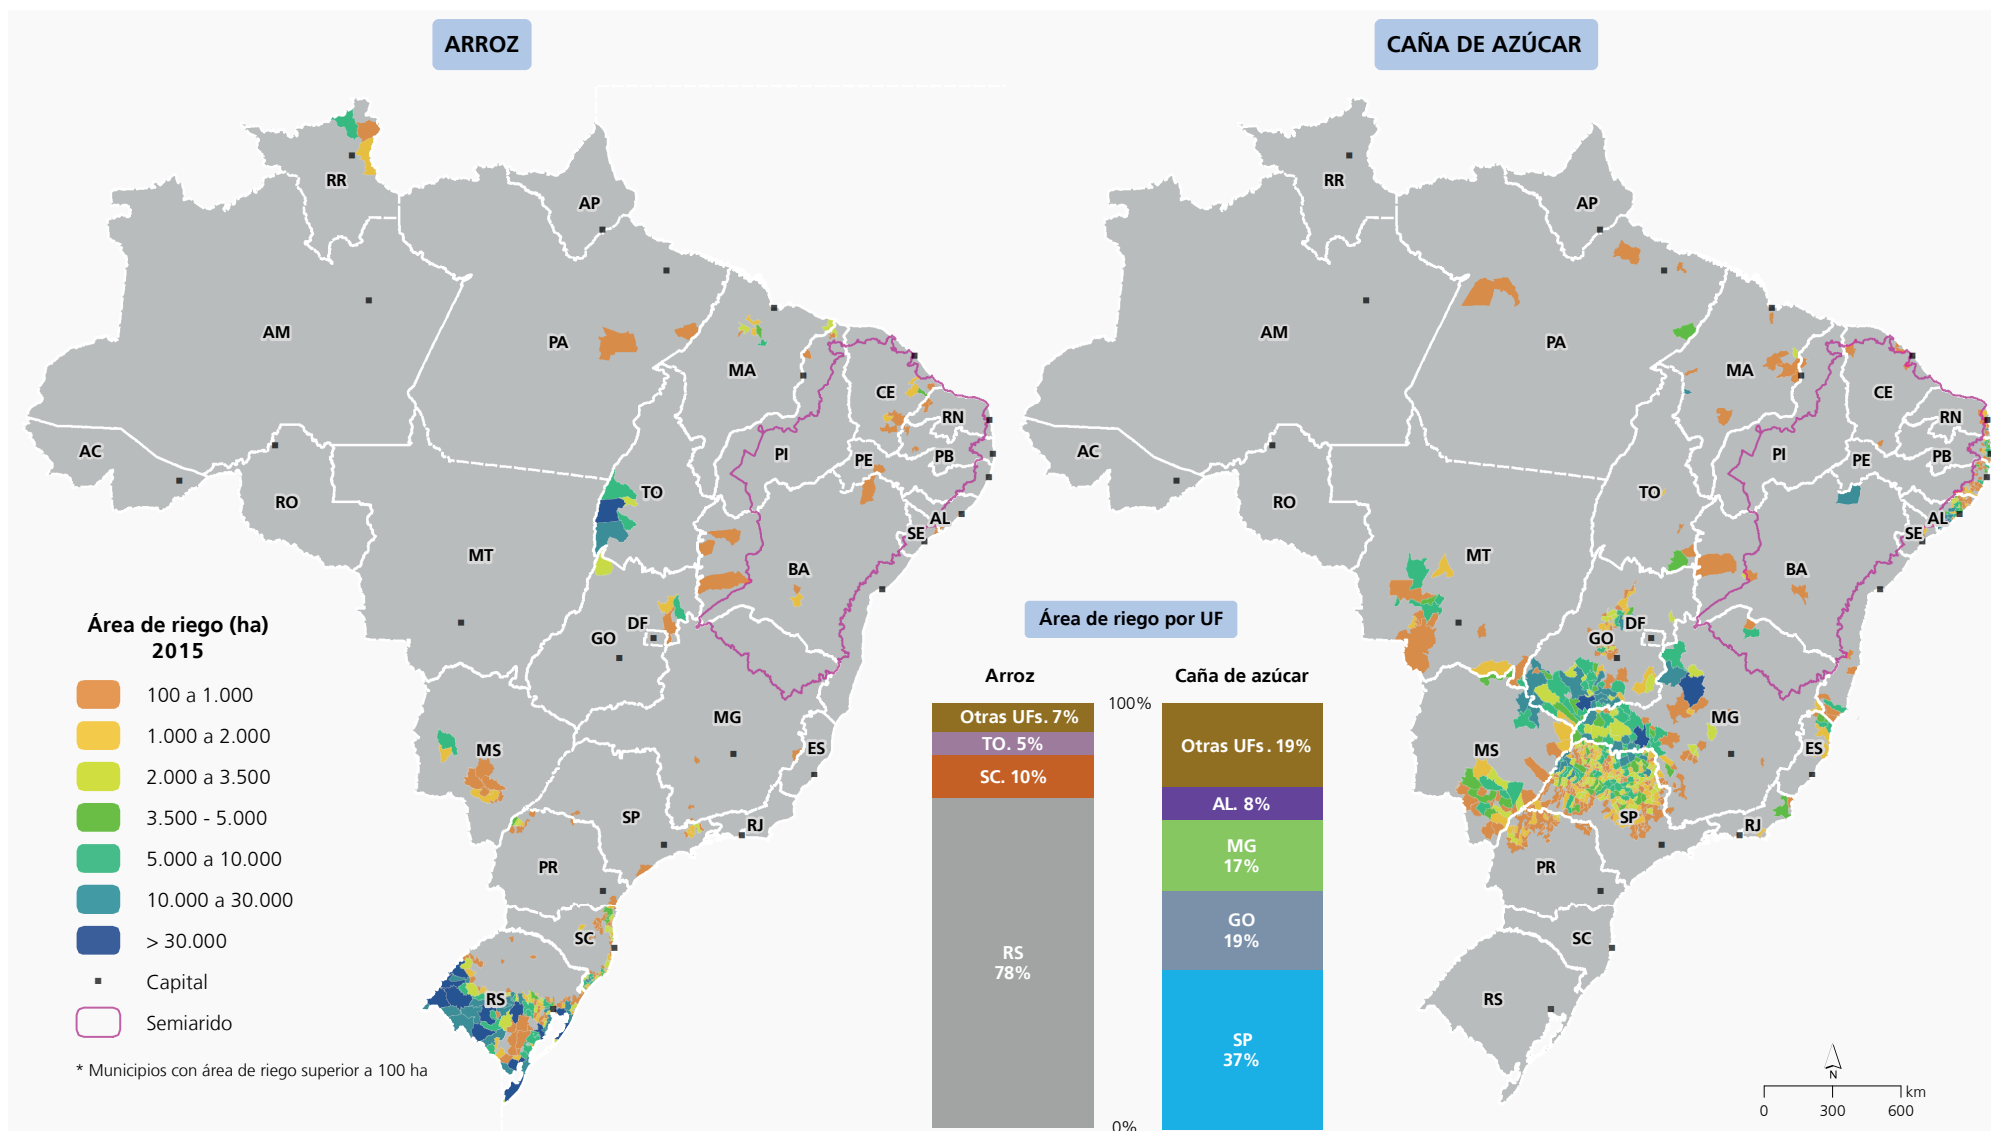 ARROZ
CAÑA DE AZÚCAR
RR
AP
AM
PA
MA
CE
RN
PI
PE
PB
AC
RO
TO
AL
SE
MT
BA
DF
GO
MG
MS
ES
SP
RJ
PR
SC
RS
RR
AP
AM
PA
MA
CE
RN
PI
PE
PB
AC
RO
TO
AL
SE
MT
BA
DF
GO
MG
MS
ES
SP
RJ
PR
SC
RS
Área de riego (ha)
2015
100 a 1.000
1.000 a 2.000
2.000 a 3.500
3.500 - 5.000
5.000 a 10.000
10.000 a 30.000
> 30.000
Capital
Semiarido
* Municipios con área de riego superior a 100 ha
Área de riego por UF
Arroz
Caña de azúcar
100%
0%
Otras UFs. 7%
TO. 5%
SC. 10%
RS
78%
Otras UFs. 19%
AL. 8%
MG
17%
GO
19%
SP
37%
N
km
0 300 600